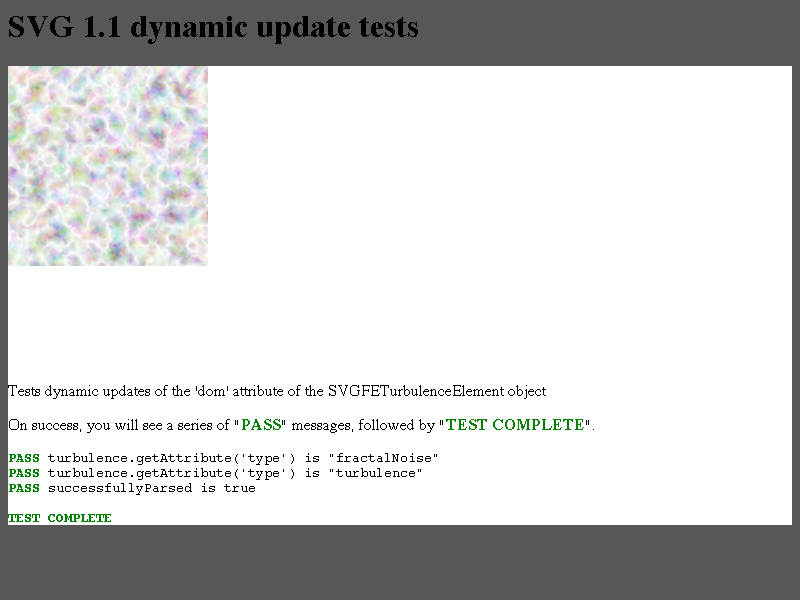 SVG 1.1 dynamic update tests
Tests dynamic updates of the 'dom' attribute of the SVGFETurbulenceElement object
On success, you will see a series of "PASS" messages, followed by "TEST COMPLETE".
PASS turbulence.getAttribute('type') is "fractalNoise"
PASS turbulence.getAttribute('type') is "turbulence"
PASS successfullyParsed is true
TEST COMPLETE